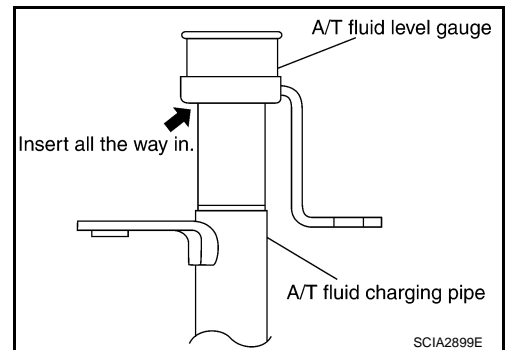 A/T fluid level gauge
Insert all the way in.
A/T fluid charging pipe
SCIA2899E